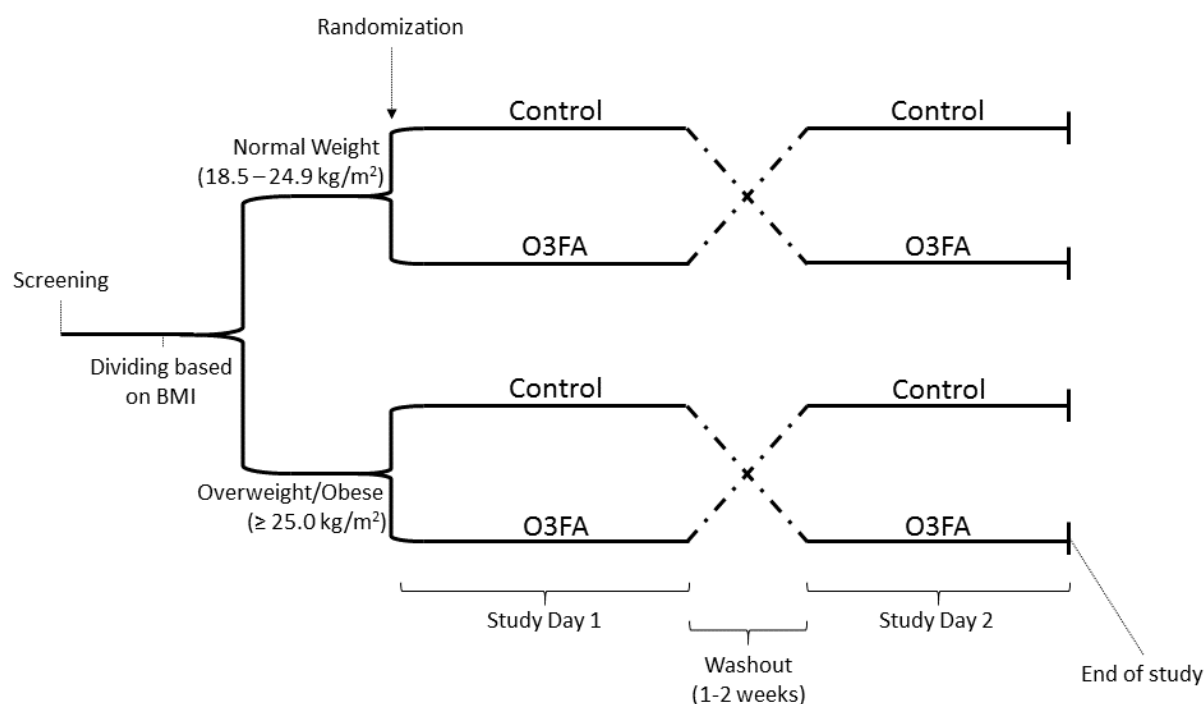 Randomization
Control
Control
Normal Weight
(18.5 – 24.9 kg/m²)
O3FA
O3FA
Screening
Dividing based
on BMI
Control
Control
Overweight/Obese
(≥ 25.0 kg/m²)
O3FA
O3FA
Study Day 1
Study Day 2
Washout
(1-2 weeks)
End of study